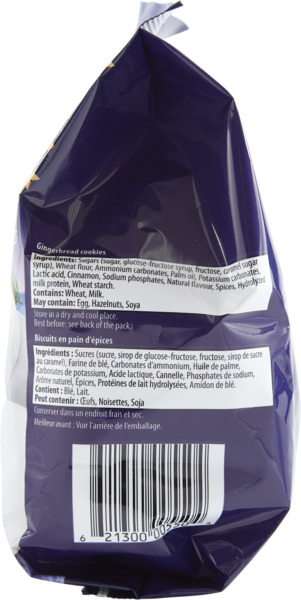 Gingerbread cookies
Ingredients: Sugars (sugar, glucose-fructose syrup, fructose, caramel sugar
syrup), Wheat flour, Ammonium carbonates, Palm oil, Potassium carbonates,
Lactic acid, Cinnamon, Sodium phosphates, Natural flavour, Spices, Hydrolyzed
milk protein, Wheat starch.
Contains: Wheat, Milk.
May contain: Egg, Hazelnuts, Soya
Store in a dry and cool place.
Best before: see back of the pack.
Biscuits en pain d'épices
Ingrédients : Sucres (sucre, sirop de glucose-fructose, fructose, sirop de sucre
au caramel), Farine de blé, Carbonates d'ammonium, Huile de palme,
Carbonates de potassium, Acide lactique, Cannelle, Phosphates de sodium,
Arôme naturel, Épices, Protéines de lait hydrolysées, Amidon de blé.
Contient : Blé, Lait.
Peut contenir : Œufs, Noisettes, Soja
Conserver dans un endroit frais et sec.
Meilleur avant : Voir l'arrière de l'emballage.
6 21300